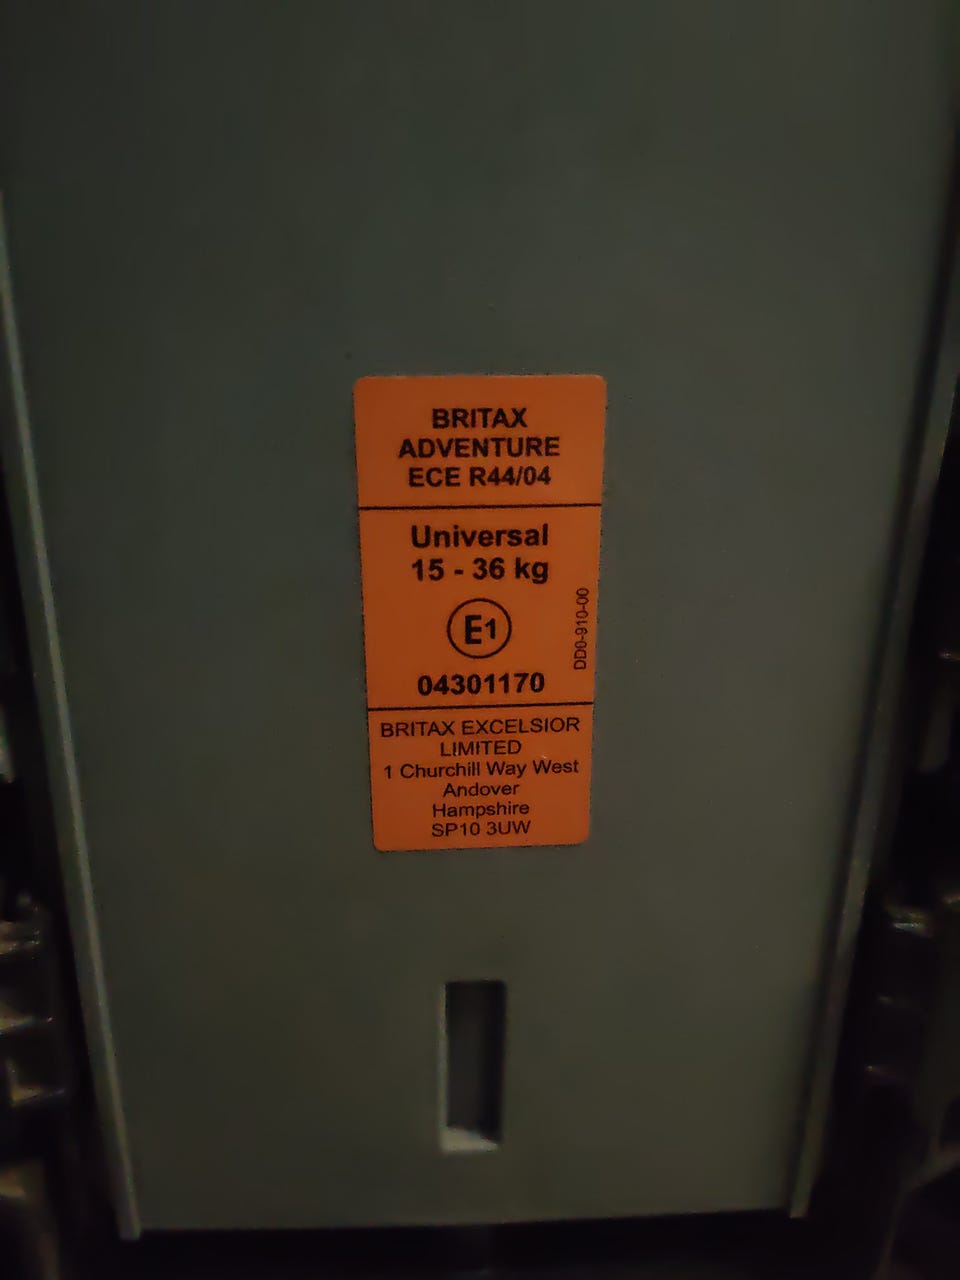 BRITAX
ADVENTURE
ECE R44/04
Universal
15 - 36 kg
E1
04301170
DD0-910-00
BRITAX EXCELSIOR
LIMITED
1 Churchill Way West
Andover
Hampshire
SP10 3UW